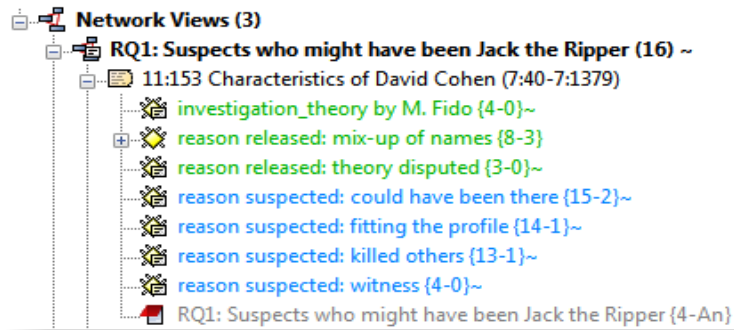 Network Views (3)
RQ1: Suspects who might have been Jack the Ripper (16) ~
11:153 Characteristics of David Cohen (7:40-7:1379)
investigation_theory by M. Fido {4-0}~
reason released: mix-up of names {8-3}
reason released: theory disputed {3-0}~
reason suspected: could have been there {15-2}~
reason suspected: fitting the profile {14-1}~
reason suspected: killed others {13-1}~
reason suspected: witness {4-0}~
RQ1: Suspects who might have been Jack the Ripper {4-An}